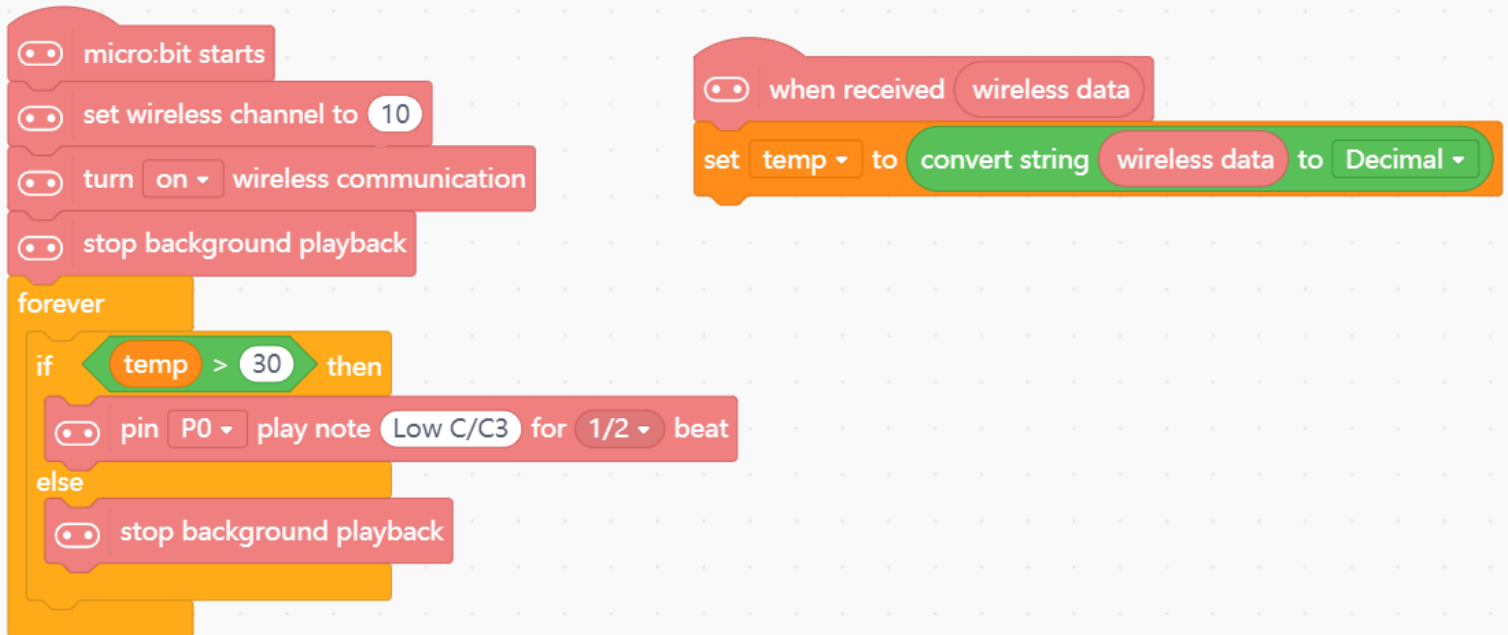 micro:bit starts
set wireless channel to 10
turn on wireless communication
stop background playback
forever
if temp > 30 then
pin P0 play note Low C/C3 for 1/2 beat
else
stop background playback
when received wireless data
set temp to convert string wireless data to Decimal